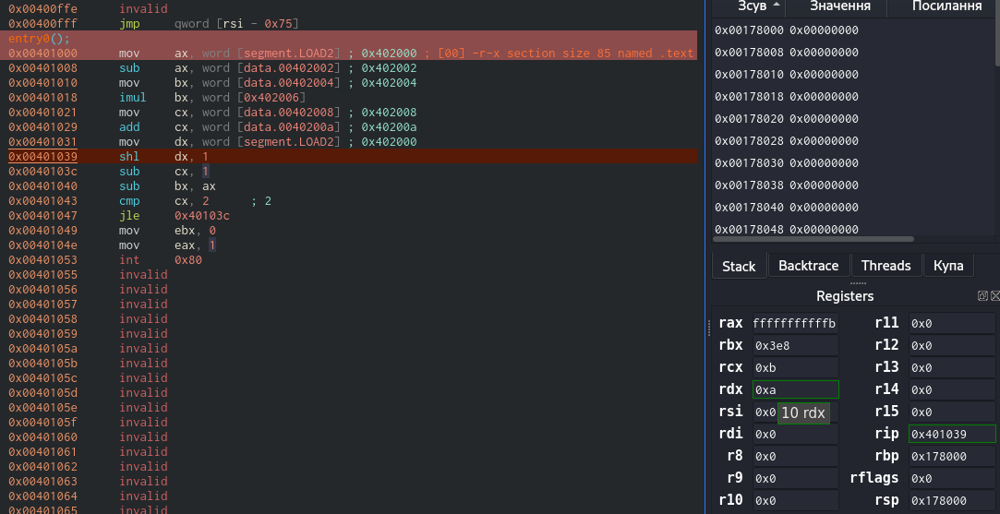 0x00400ffe invalid
0x00400fff jmp qword [rsi - 0x75]
entry0();
0x00401000 mov ax, word [segment.LOAD2] ; 0x402000 ; [00] -r-x section size 85 named .text
0x00401008 sub ax, word [data.00402002] ; 0x402002
0x00401010 mov bx, word [data.00402004] ; 0x402004
0x00401018 imul bx, word [0x402006]
0x00401021 mov cx, word [data.00402008] ; 0x402008
0x00401029 add cx, word [data.0040200a] ; 0x40200a
0x00401031 mov dx, word [segment.LOAD2] ; 0x402000
0x00401039 shl dx, 1
0x0040103c sub cx, 1
0x00401040 sub bx, ax
0x00401043 cmp cx, 2 ; 2
0x00401047 jle 0x40103c
0x00401049 mov ebx, 0
0x0040104e mov eax, 1
0x00401053 int 0x80
0x00401055 invalid
0x00401056 invalid
0x00401057 invalid
0x00401058 invalid
0x00401059 invalid
0x0040105a invalid
0x0040105b invalid
0x0040105c invalid
0x0040105d invalid
0x0040105e invalid
0x0040105f invalid
0x00401060 invalid
0x00401061 invalid
0x00401062 invalid
0x00401063 invalid
0x00401064 invalid
0x00401065 invalid
Зсув Значення Посилання
0x00178000 0x00000000
0x00178008 0x00000000
0x00178010 0x00000000
0x00178018 0x00000000
0x00178020 0x00000000
0x00178028 0x00000000
0x00178030 0x00000000
0x00178038 0x00000000
0x00178040 0x00000000
0x00178048 0x00000000
Stack Backtrace Threads Купа
Registers
rax fffffffffffb r11 0x0
rbx 0x3e8 r12 0x0
rcx 0xb r13 0x0
rdx 0xa r14 0x0
rsi 0x0 10 rdx r15 0x0
rdi 0x0 rip 0x401039
r8 0x0 rbp 0x178000
r9 0x0 rflags 0x0
r10 0x0 rsp 0x178000